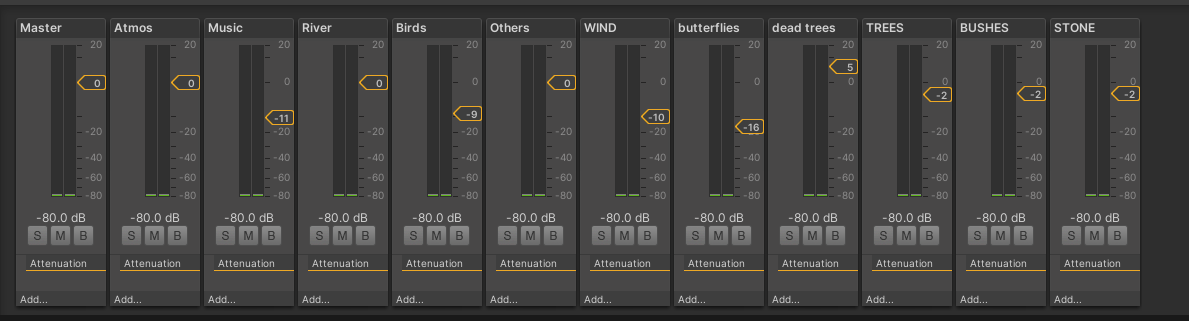 Master Atmos Music River Birds Others WIND butterflies dead trees TREES BUSHES STONE
20 20 20 20 20 20 20 20 20 20 20 20
5
0 0 0 0 0 0 0 0 0 0 0 0
-2 -2 -2
-11 -9 -10 -16
-20 -20 -20 -20 -20 -20 -20 -20 -20 -20 -20
-40 -40 -40 -40 -40 -40 -40 -40 -40 -40 -40 -40
-60 -60 -60 -60 -60 -60 -60 -60 -60 -60 -60 -60
-80 -80 -80 -80 -80 -80 -80 -80 -80 -80 -80 -80
-80.0 dB -80.0 dB -80.0 dB -80.0 dB -80.0 dB -80.0 dB -80.0 dB -80.0 dB -80.0 dB -80.0 dB -80.0 dB -80.0 dB
S M B S M B S M B S M B S M B S M B S M B S M B S M B S M B S M B S M B
Attenuation Attenuation Attenuation Attenuation Attenuation Attenuation Attenuation Attenuation Attenuation Attenuation Attenuation Attenuation
Add... Add... Add... Add... Add... Add... Add... Add... Add... Add... Add... Add...